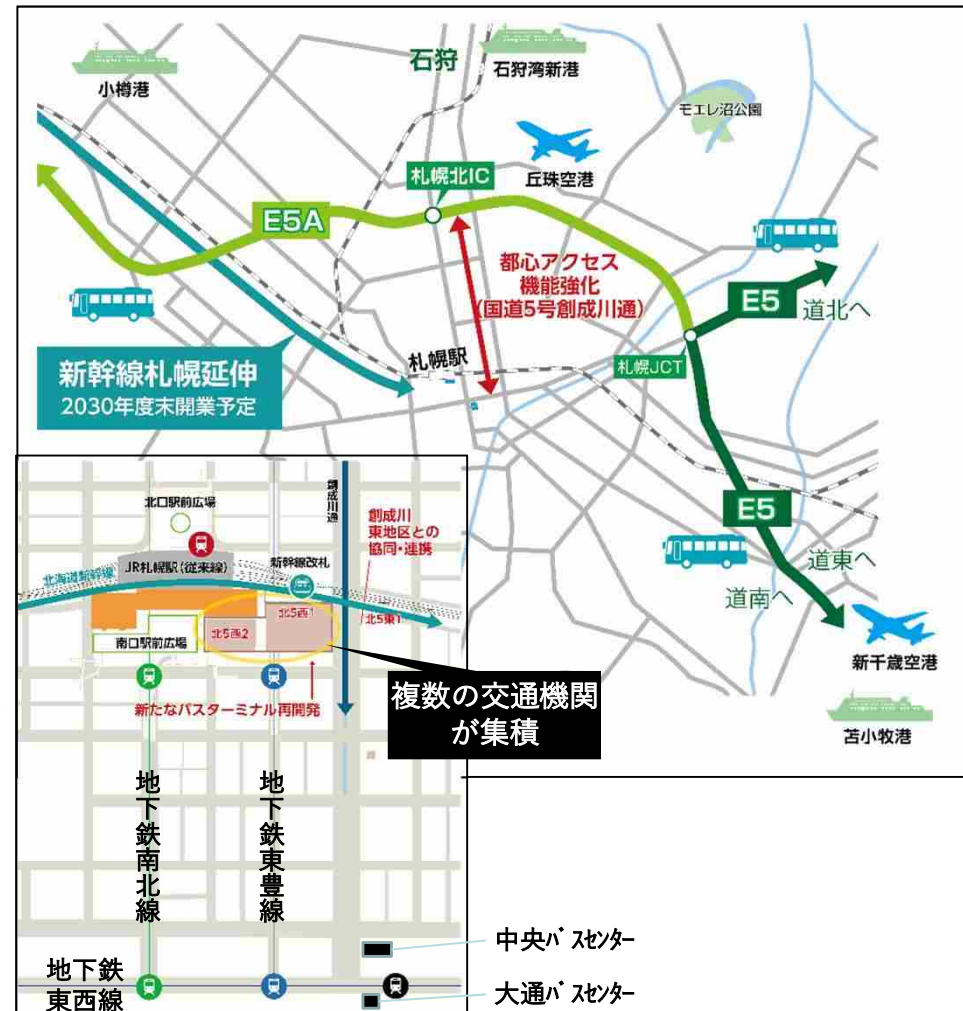 石狩
小樽港
石狩湾新港
モエレ沼公園
丘珠空港
札幌北IC
E5A
都心アクセス
機能強化
(国道5号創成川通)
E5
道北へ
新幹線札幌延伸
2030年度末開業予定
札幌駅
札幌JCT
E5
道東へ
道南へ
新千歳空港
苫小牧港
北口駅前広場
創成川通
創成川
東地区との
協同・連携
JR札幌駅(従来線)
新幹線改札
北海道新幹線
北5西1
北5東1
北5西2
南口駅前広場
新たなバスターミナル再開発
複数の交通機関
が集積
地下鉄南北線
地下鉄東豊線
中央バスセンター
地下鉄
東西線
大通バスセンター